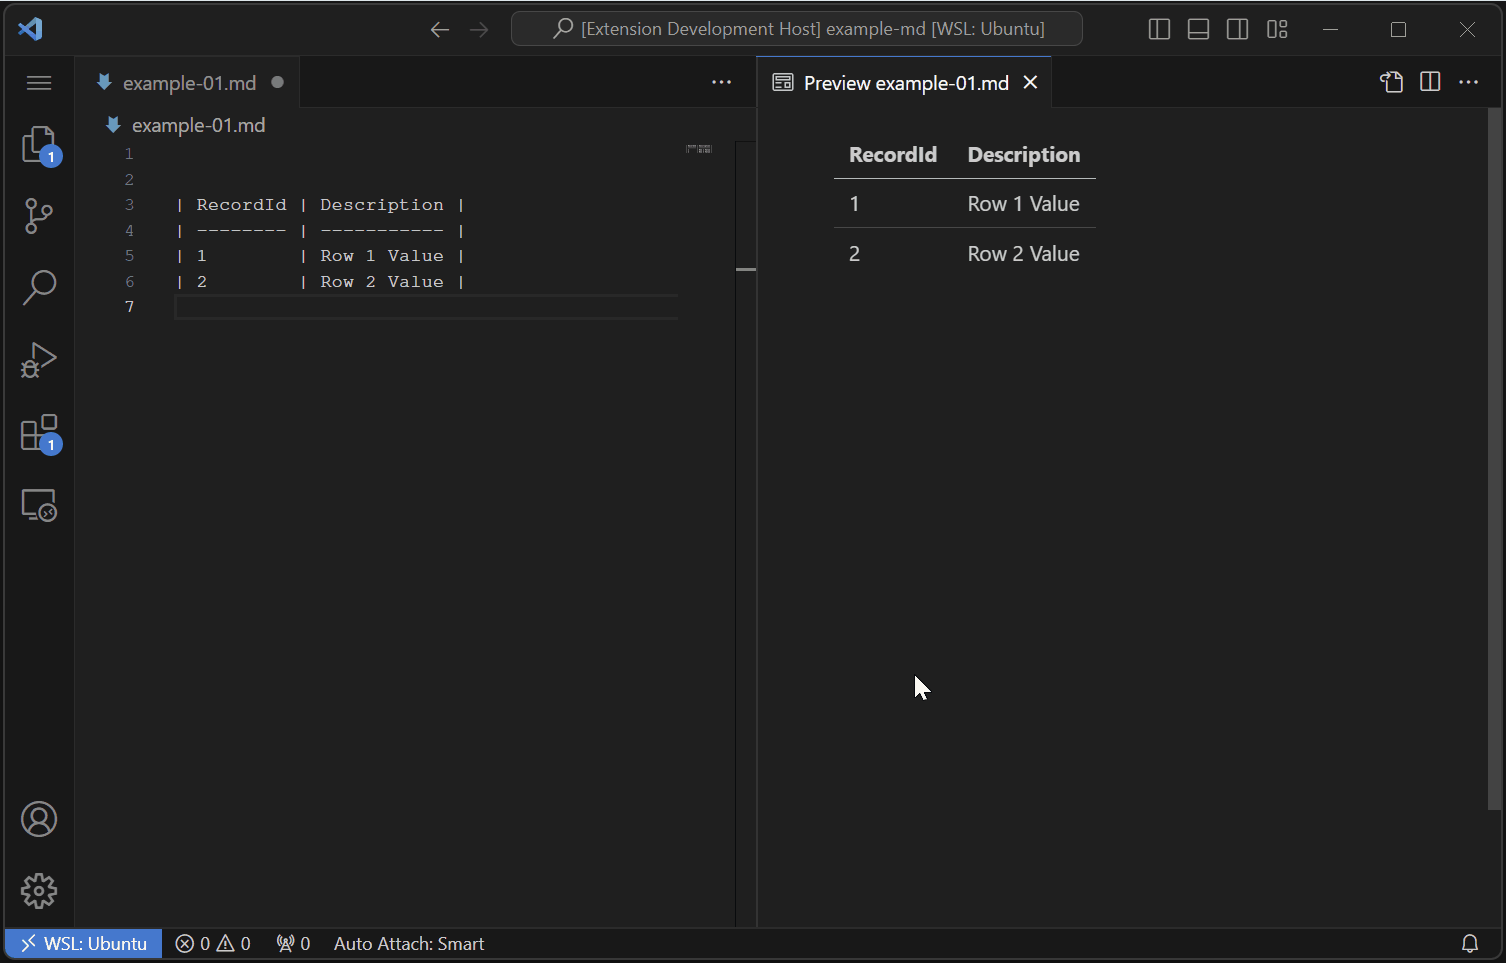 [Extension Development Host] example-md [WSL: Ubuntu]
example-01.md
Preview example-01.md
example-01.md
1
2
3 | RecordId | Description |
4 | -------- | ----------- |
5 | 1        | Row 1 Value |
6 | 2        | Row 2 Value |
7
RecordId Description
1 Row 1 Value
2 Row 2 Value
1
1
WSL: Ubuntu 0 0 0 Auto Attach: Smart